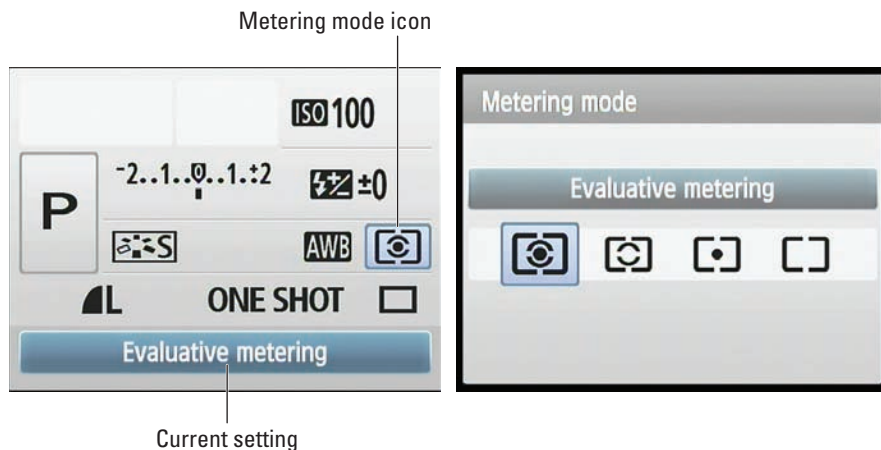 Metering mode icon
ISO 100
-2..1..0..1..+2
±0
P
S
AWB
L
ONE SHOT
Evaluative metering
Current setting
Metering mode
Evaluative metering